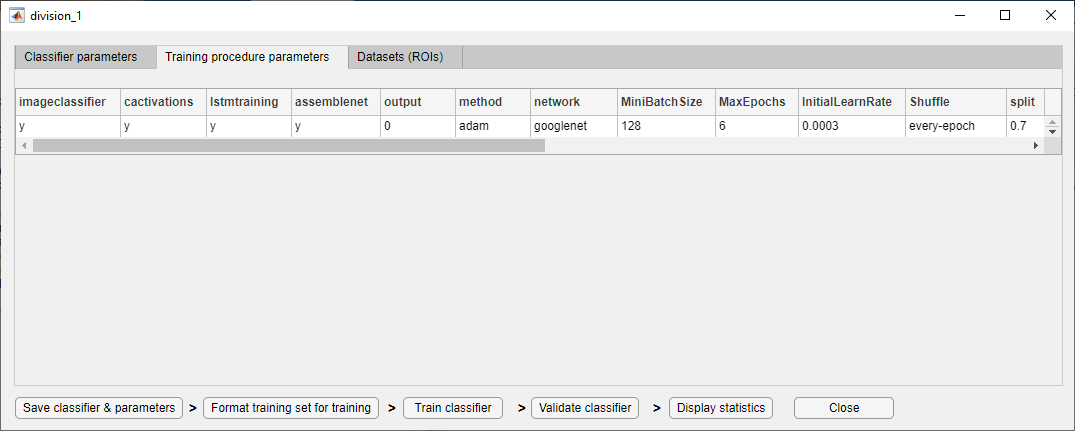 division_1
Classifier parameters Training procedure parameters Datasets (ROIs)
imageclassifier cactivations lstmtraining assemblenet output method network MiniBatchSize MaxEpochs InitialLearnRate Shuffle split
y y y y 0 adam googlenet 128 6 0.0003 every-epoch 0.7
Save classifier & parameters > Format training set for training > Train classifier > Validate classifier > Display statistics Close